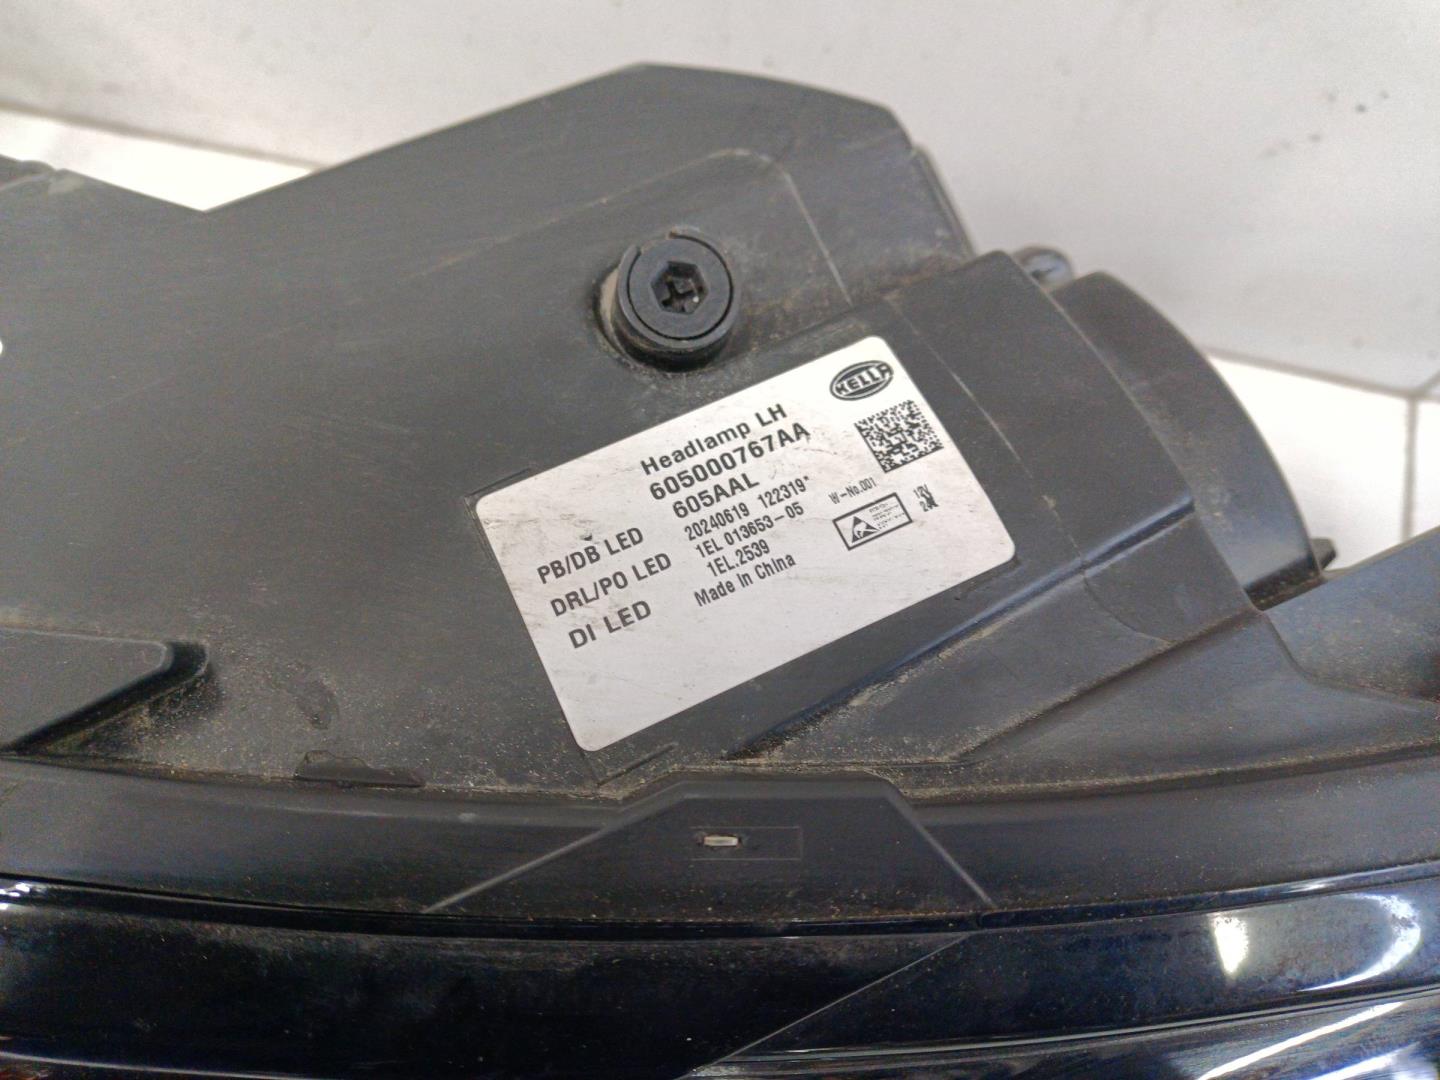 HELLA
Headlamp LH
605000767AA
605AAL
PB/DB LED
20240619 122319*
DRL/PO LED
1EL 013653-05
W-No.001
12V
DI LED
1EL.2539
Made in China